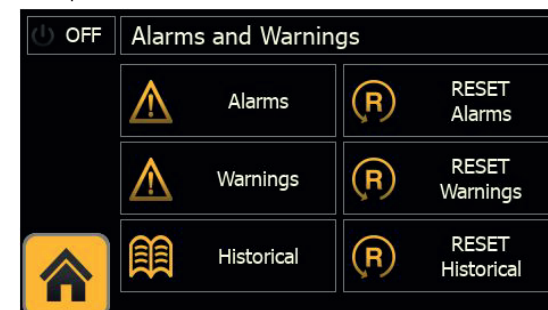 OFF
Alarms and Warnings
Alarms
R
RESET
Alarms
Warnings
R
RESET
Warnings
Historical
R
RESET
Historical